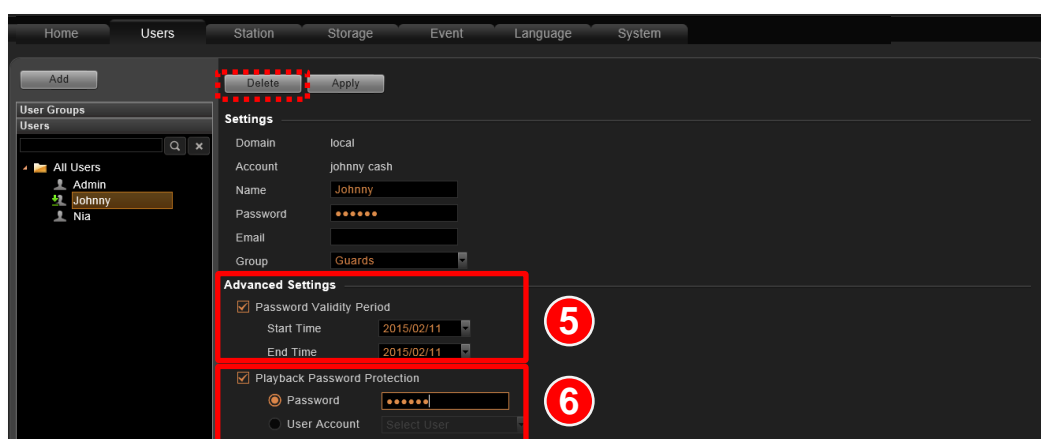 Home Users Station Storage Event Language System
Add
Delete Apply
User Groups
Users
Settings
Domain local
Account johnny cash
Name Johnny
Password ●●●●●●
Email
Group Guards
All Users
Admin
Johnny
Nia
Advanced Settings
Password Validity Period
Start Time 2015/02/11
End Time 2015/02/11
5
Playback Password Protection
Password ●●●●●●
User Account Select User
6